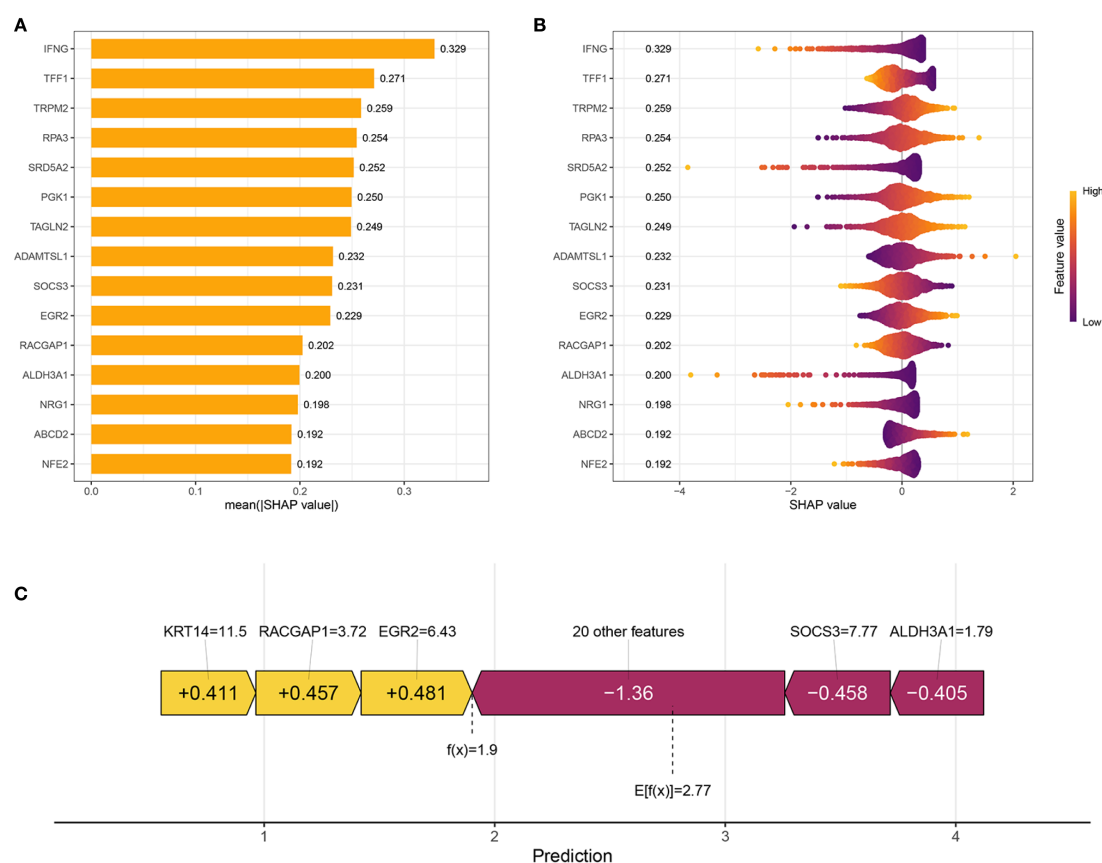 A
IFNG 0.329
TFF1 0.271
TRPM2 0.259
RPA3 0.254
SRD5A2 0.252
PGK1 0.250
TAGLN2 0.249
ADAMTSL1 0.232
SOCS3 0.231
EGR2 0.229
RACGAP1 0.202
ALDH3A1 0.200
NRG1 0.198
ABCD2 0.192
NFE2 0.192
0.0 0.1 0.2 0.3
mean(|SHAP value|)
B
IFNG 0.329
TFF1 0.271
TRPM2 0.259
RPA3 0.254
SRD5A2 0.252
PGK1 0.250
TAGLN2 0.249
ADAMTSL1 0.232
SOCS3 0.231
EGR2 0.229
RACGAP1 0.202
ALDH3A1 0.200
NRG1 0.198
ABCD2 0.192
NFE2 0.192
−4 −2 0 2
SHAP value
High
Feature value
Low
C
KRT14=11.5 RACGAP1=3.72 EGR2=6.43 20 other features SOCS3=7.77 ALDH3A1=1.79
+0.411 +0.457 +0.481 −1.36 −0.458 −0.405
f(x)=1.9
E[f(x)]=2.77
1 2 3 4
Prediction